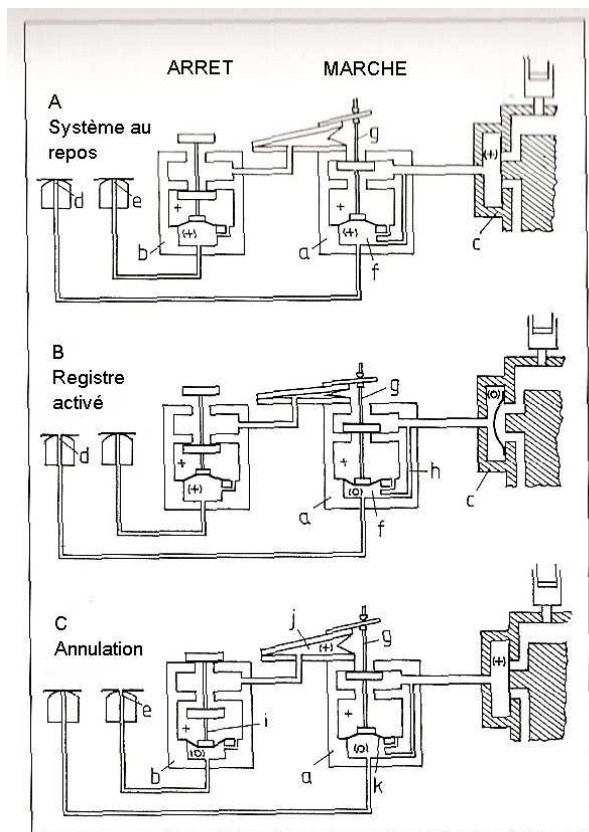 ARRET MARCHE
A
Système au
repos
g
d e
+ +
(+) (+) (+)
b a f c
B
Registre
activé
g
(o)
d
+ +
h
(+) (o)
a f c
C
Annulation
j
(+) g
(+)
e
+ i +
(o) (o)
b a k